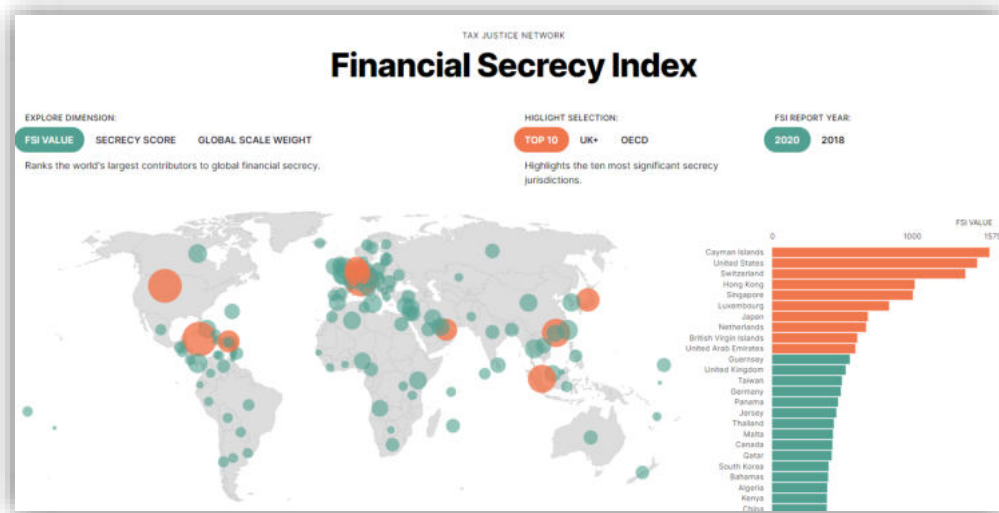 TAX JUSTICE NETWORK
Financial Secrecy Index
EXPLORE DIMENSION:
FSI VALUE SECRECY SCORE GLOBAL SCALE WEIGHT
Ranks the world's largest contributors to global financial secrecy.
HIGLIGHT SELECTION:
TOP 10 UK+ OECD
Highlights the ten most significant secrecy
jurisdictions.
FSI REPORT YEAR:
2020 2018
FSI VALUE
0 1000 1575
Cayman Islands
United States
Switzerland
Hong Kong
Singapore
Luxembourg
Japan
Netherlands
British Virgin Islands
United Arab Emirates
Guernsey
United Kingdom
Taiwan
Germany
Panama
Jersey
Thailand
Malta
Canada
Qatar
South Korea
Bahamas
Algeria
Kenya
China